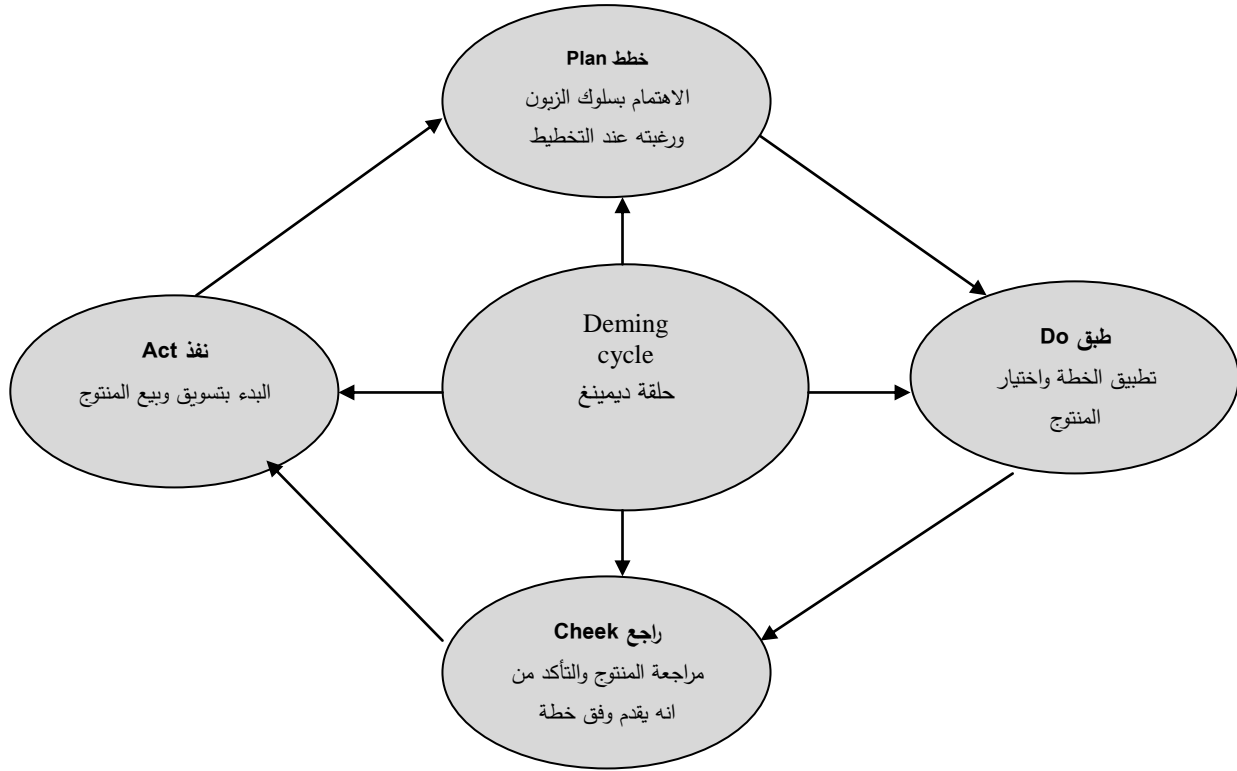 خطط Plan
الاهتمام بسلوك الزبون
ورغبته عند التخطيط
طبق Do
تطبيق الخطة واختيار
المنتوج
Deming
cycle
حلقة ديمينغ
نفذ Act
البدء بتسويق وبيع المنتوج
راجع Cheek
مراجعة المنتوج والتأكد من
انه يقدم وفق خطة